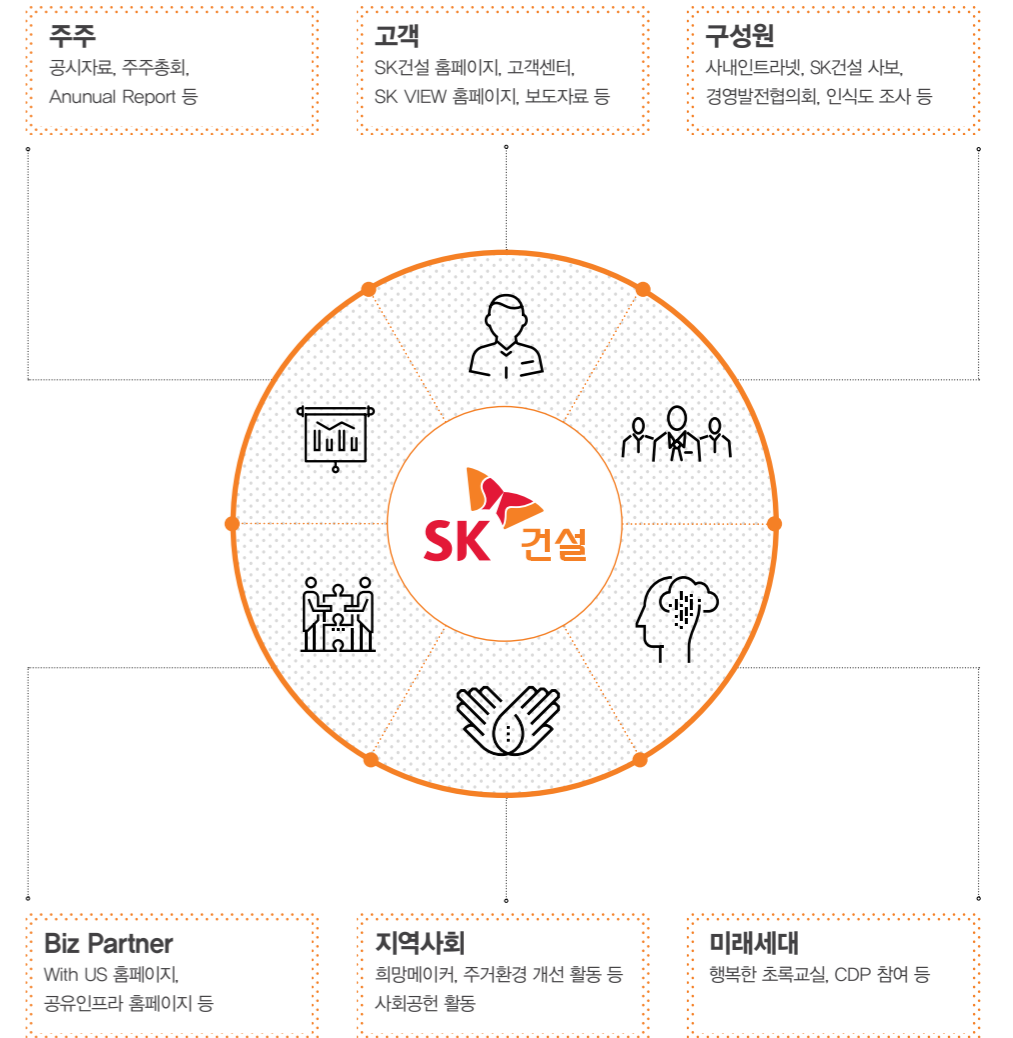 주주
공시자료, 주주총회,
Anunual Report 등
고객
SK건설 홈페이지, 고객센터,
SK VIEW 홈페이지, 보도자료 등
구성원
사내인트라넷, SK건설 사보,
경영발전협의회, 인식도 조사 등
SK 건설
Biz Partner
With US 홈페이지,
공유인프라 홈페이지 등
지역사회
희망메이커, 주거환경 개선 활동 등
사회공헌 활동
미래세대
행복한 초록교실, CDP 참여 등